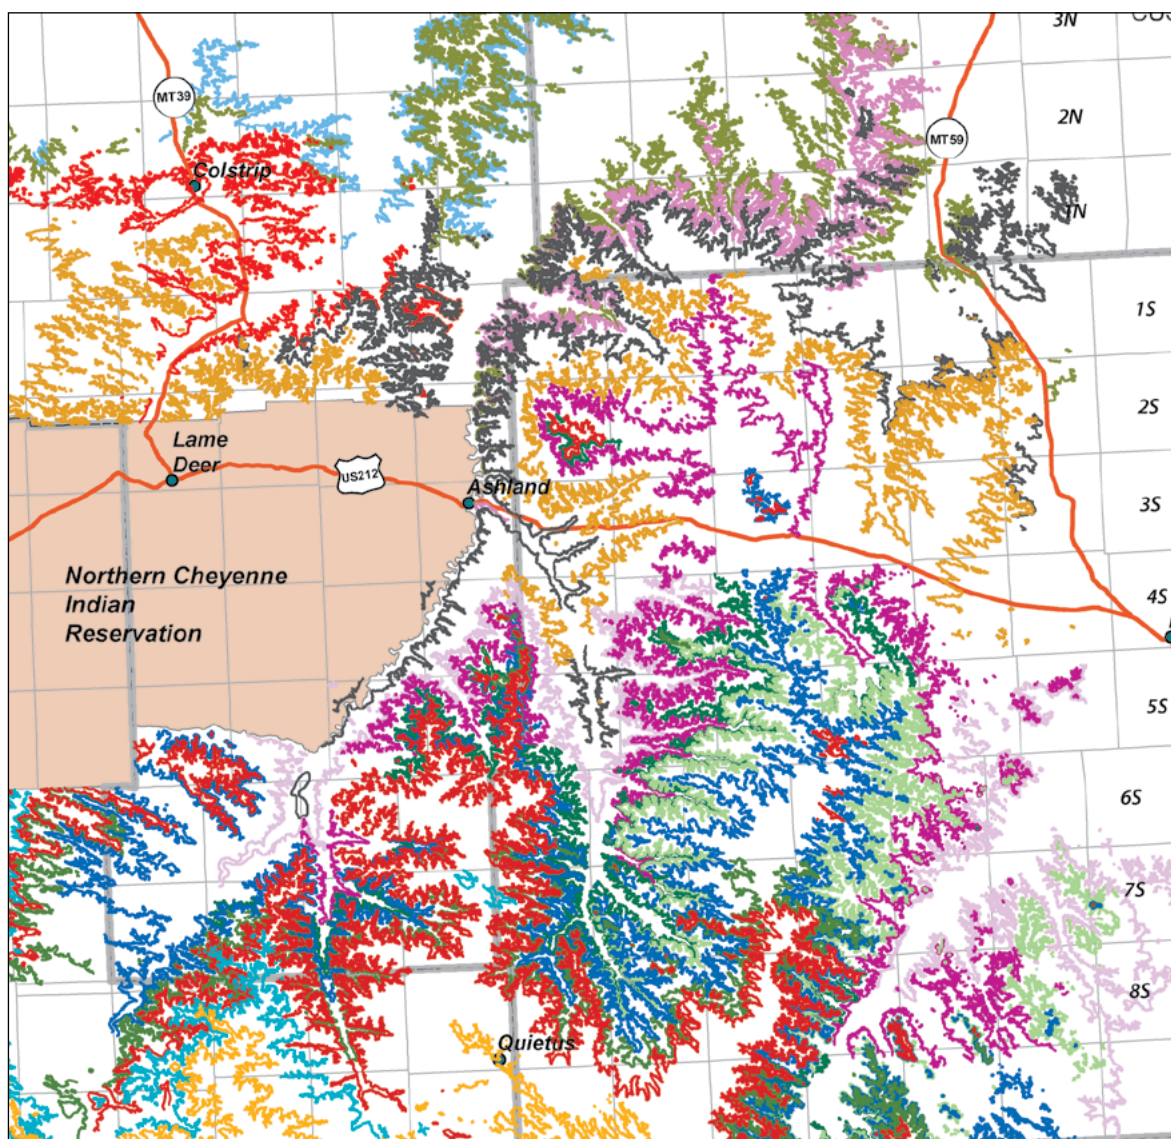 3N
MT39
2N
MT59
Colstrip
1N
1S
2S
Lame
Deer
US212
Ashland
3S
Northern Cheyenne
Indian
Reservation
4S
5S
6S
7S
8S
Quietus